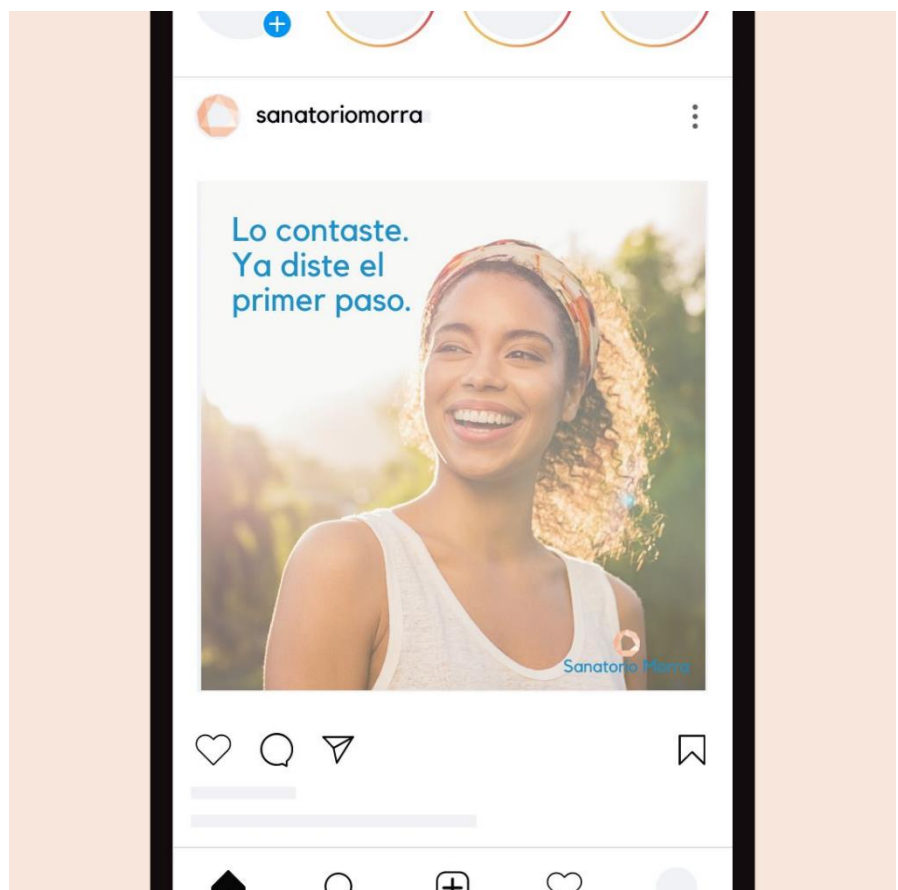 sanatoriomorra
Lo contaste.
Ya diste el
primer paso.
Sanatorio Morra